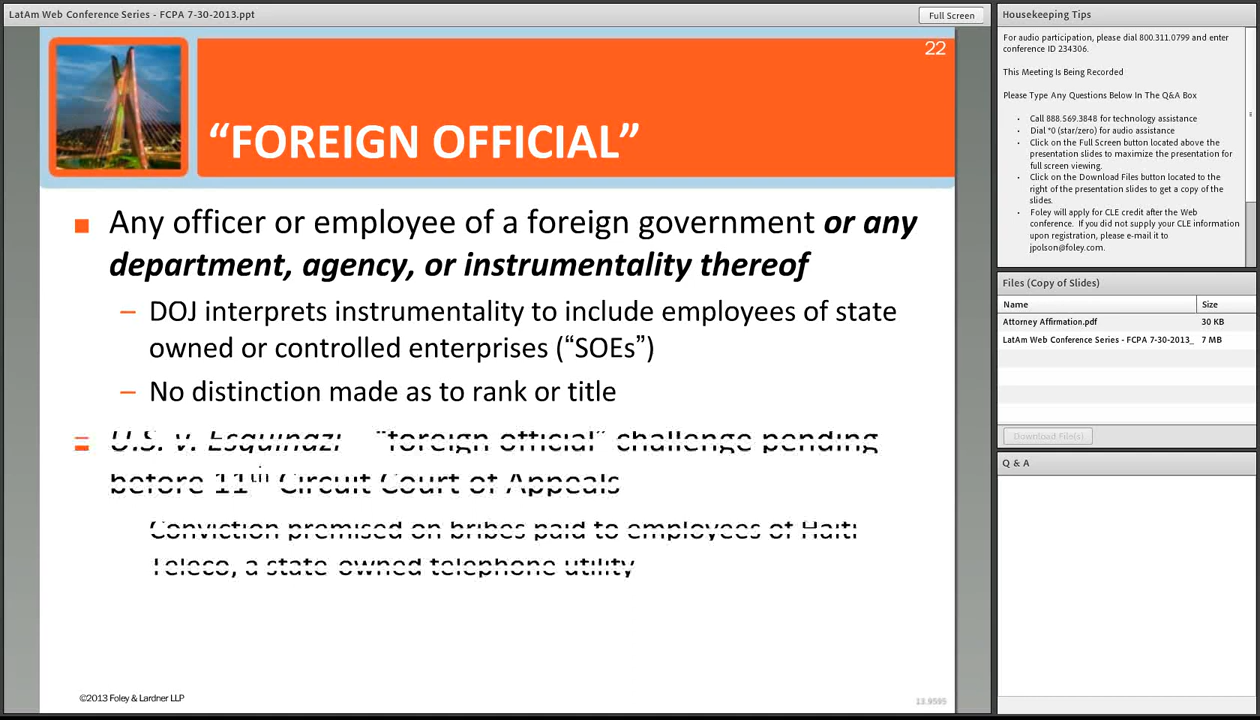 LatAm Web Conference Series - FCPA 7-30-2013.ppt
Full Screen
22
“FOREIGN OFFICIAL”
Any officer or employee of a foreign government or any
department, agency, or instrumentality thereof
– DOJ interprets instrumentality to include employees of state
owned or controlled enterprises (“SOEs”)
– No distinction made as to rank or title
U.S. v. Esquinazi “foreign official” challenge pending
before 11th Circuit Court of Appeals
Conviction premised on bribes paid to employees of Haiti
Teleco, a state owned telephone utility
©2013 Foley & Lardner LLP
13.9595
Housekeeping Tips
For audio participation, please dial 800.311.0799 and enter
conference ID 234306.
This Meeting Is Being Recorded
Please Type Any Questions Below In The Q&A Box
• Call 888.569.3848 for technology assistance
• Dial *0 (star/zero) for audio assistance
• Click on the Full Screen button located above the
presentation slides to maximize the presentation for
full screen viewing.
• Click on the Download Files button located to the
right of the presentation slides to get a copy of the
slides.
• Foley will apply for CLE credit after the Web
conference. If you did not supply your CLE information
upon registration, please e-mail it to
jpolson@foley.com.
Files (Copy of Slides)
Name Size
Attorney Affirmation.pdf 30 KB
LatAm Web Conference Series - FCPA 7-30-2013_ 7 MB
Download File(s)
Q & A